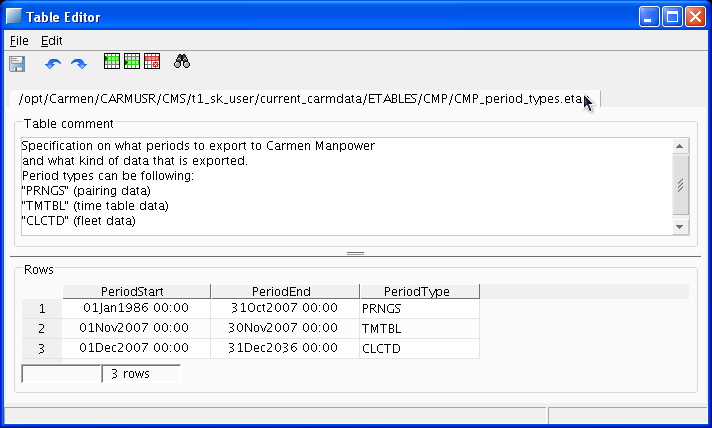 Table Editor
File Edit
/opt/Carmen/CARMUSR/CMS/t1_sk_user/current_carmdata/ETABLES/CMP/CMP_period_types.eta
Table comment
Specification on what periods to export to Carmen Manpower
and what kind of data that is exported.
Period types can be following:
"PRNGS" (pairing data)
"TMTBL" (time table data)
"CLCTD" (fleet data)
Rows
PeriodStart PeriodEnd PeriodType
1 01Jan1986 00:00 31Oct2007 00:00 PRNGS
2 01Nov2007 00:00 30Nov2007 00:00 TMTBL
3 01Dec2007 00:00 31Dec2036 00:00 CLCTD
3 rows